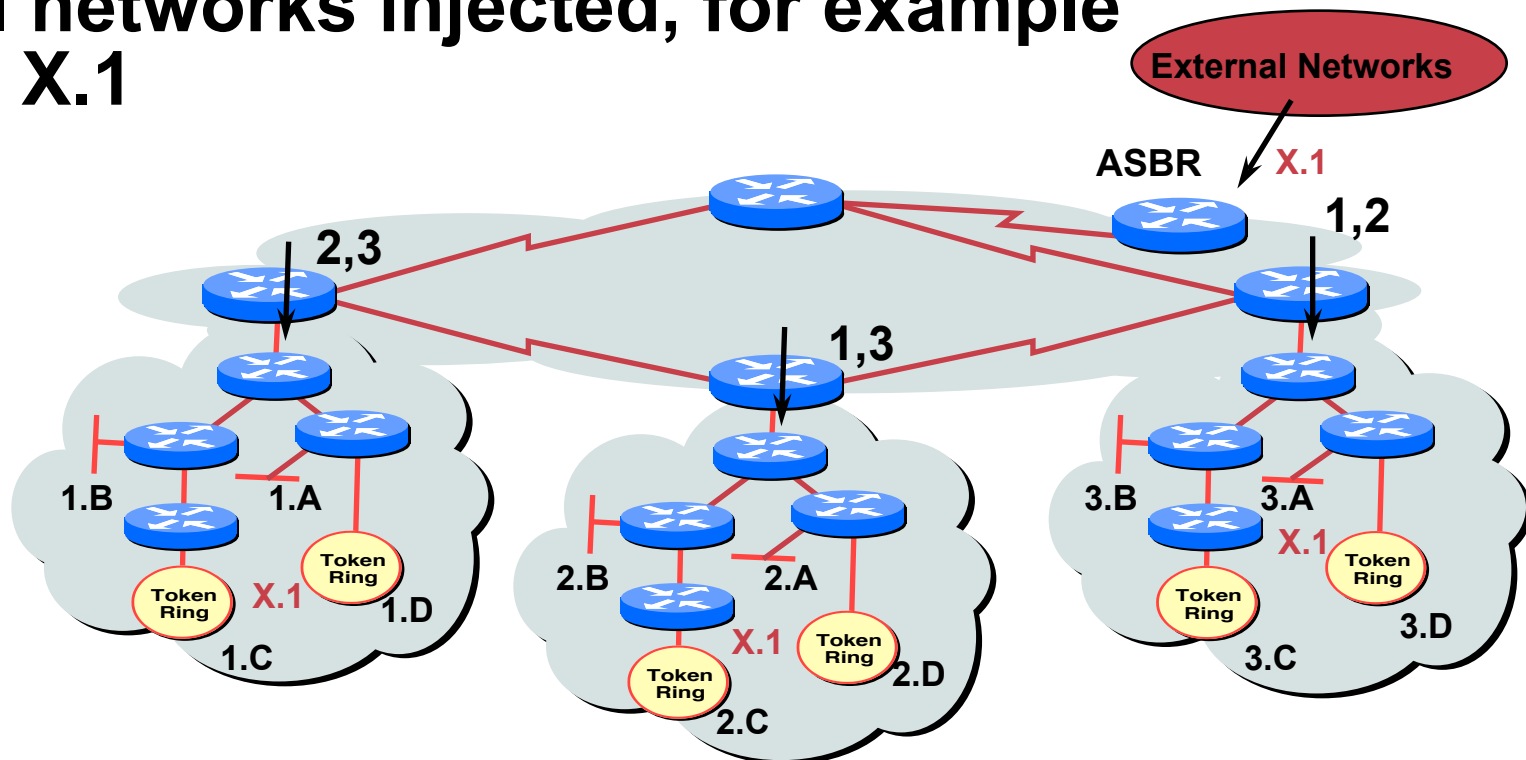 networks injected, for example
X.1
External Networks
ASBR
X.1
1,2
2,3
1,3
1.B
1.A
Token
Ring
X.1
Token
Ring
1.D
1.C
2.B
2.A
X.1
Token
Ring
Token
Ring
2.D
2.C
3.B
3.A
X.1
Token
Ring
Token
Ring
3.D
3.C